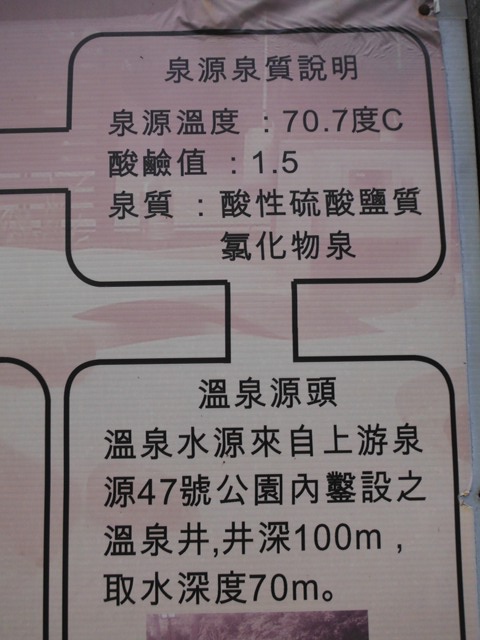 泉源泉質說明
泉源溫度 ：70.7度C
酸鹼值 ：1.5
泉質 ：酸性硫酸鹽質
氯化物泉
溫泉源頭
溫泉水源來自上游泉
源47號公園內鑿設之
溫泉井,井深100m ,
取水深度70m。